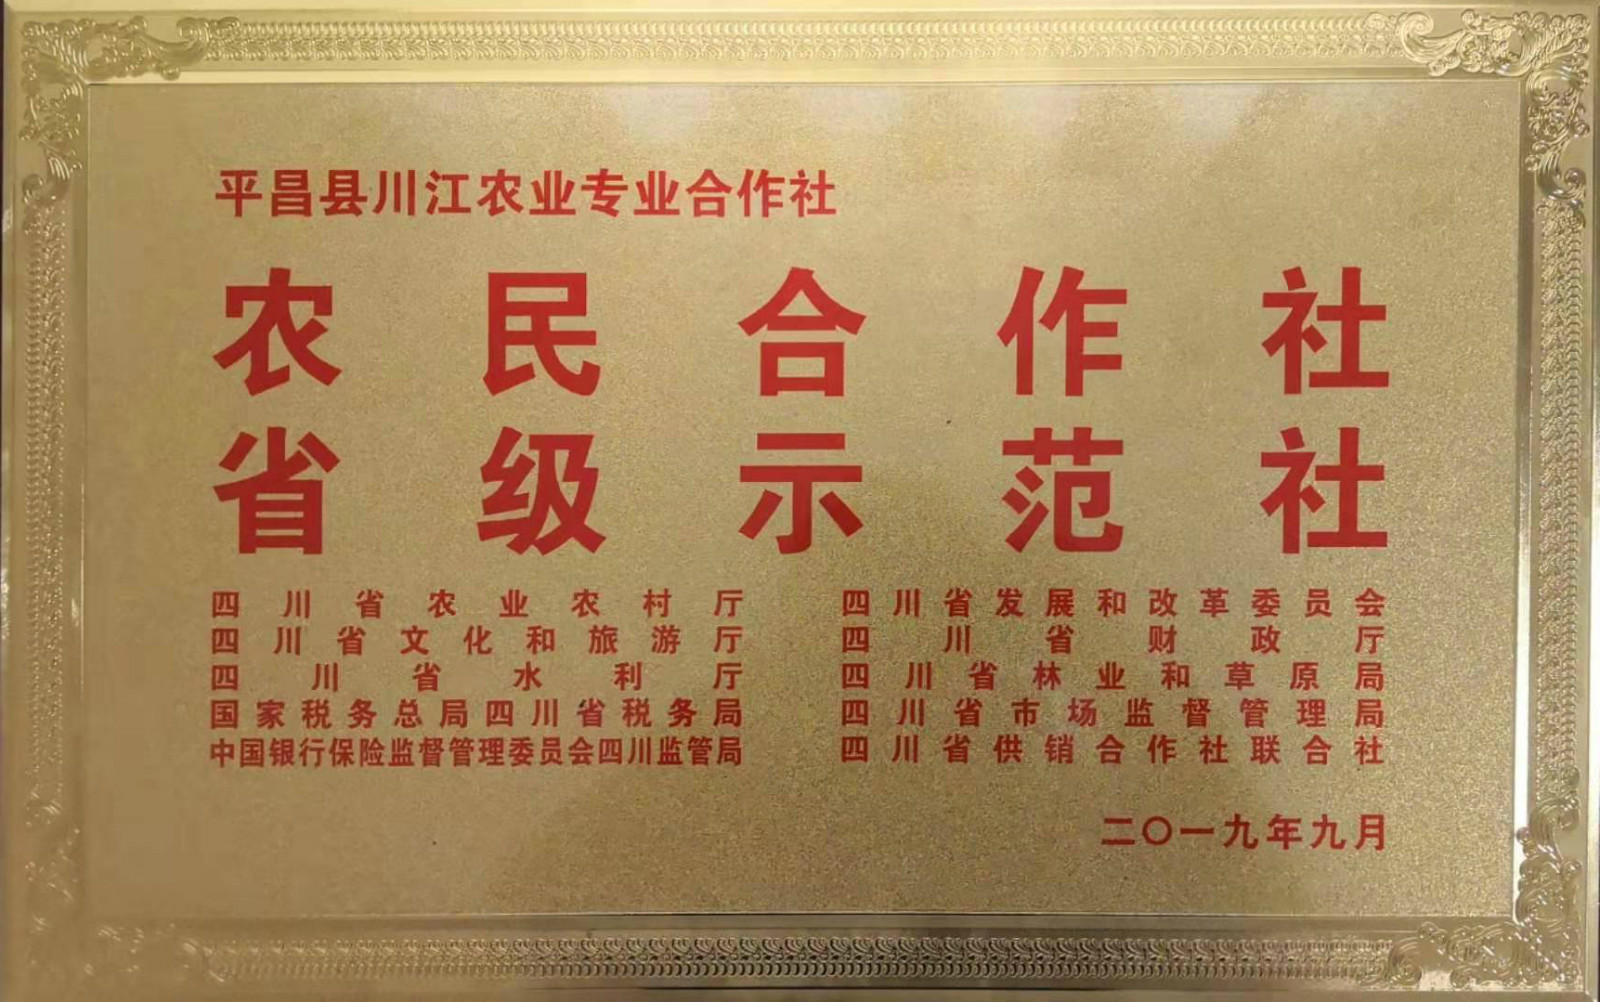 平昌县川江农业专业合作社
农民合作社
省级示范社
四川省农业农村厅
四川省发展和改革委员会
四川省文化和旅游厅
四川省财政厅
四川省水利厅
四川省林业和草原局
国家税务总局四川省税务局
四川省市场监督管理局
中国银行保险监督管理委员会四川监管局
四川省供销合作社联合社
二〇一九年九月